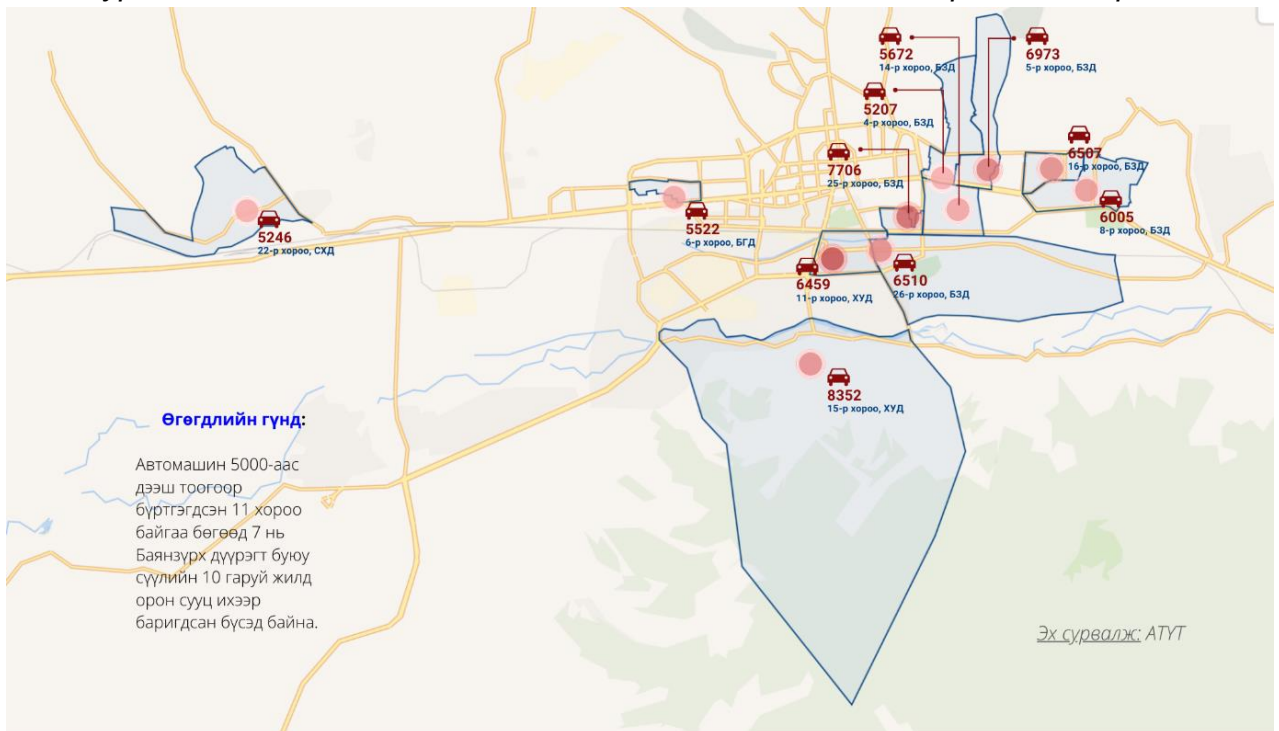 5672
14-р хороо, БЗД
6973
5-р хороо, БЗД
5207
4-р хороо, БЗД
7706
25-р хороо, БЗД
6507
16-р хороо, БЗД
6005
8-р хороо, БЗД
5246
22-р хороо, СХД
5522
6-р хороо, БГД
6459
11-р хороо, ХУД
6510
26-р хороо, БЗД
8352
15-р хороо, ХУД
Өгөгдлийн гүнд:
Автомашин 5000-аас
дээш тоогоор
бүртгэгдсэн 11 хороо
байгаа бөгөөд 7 нь
Баянзүрх дүүрэгт буюу
сүүлийн 10 гаруй жилд
орон сууц ихээр
баригдсан бүсэд байна.
Эх сурвалж: АТҮТ